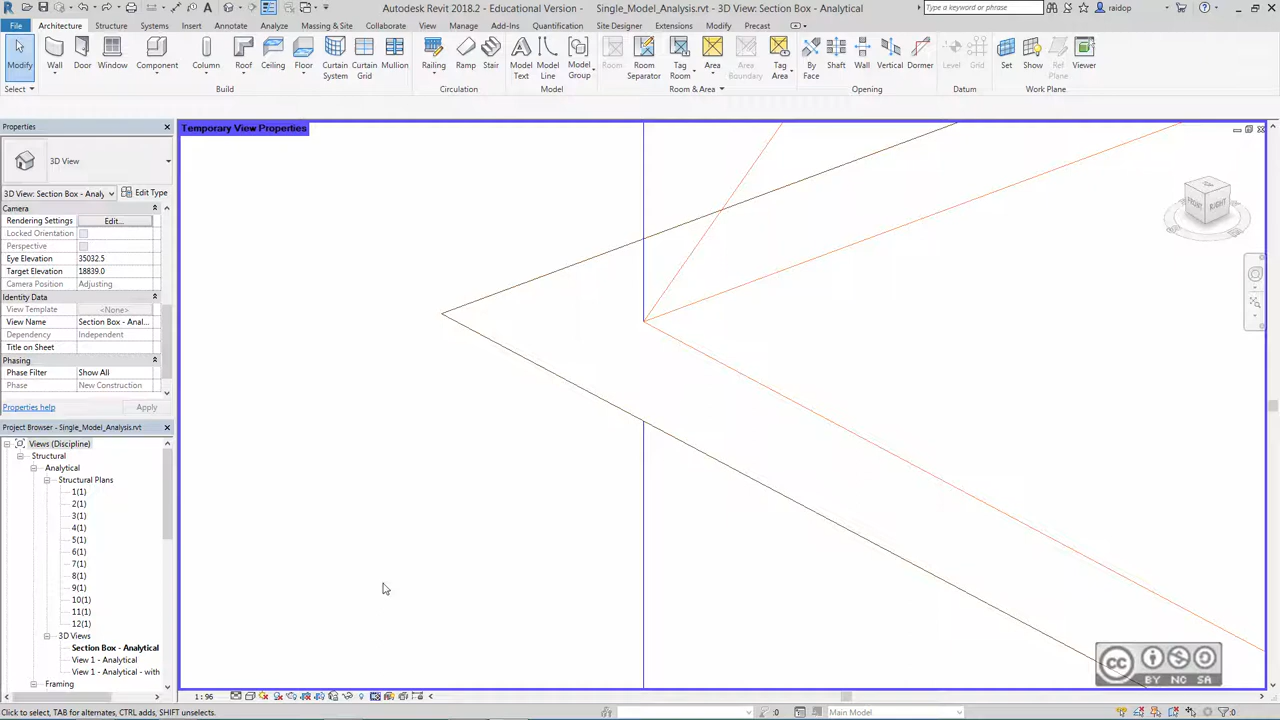 Autodesk Revit 2018.2 - Educational Version - Single_Model_Analysis.rvt - 3D View: Section Box - Analytical
Type a keyword or phrase
raidop
File Architecture Structure Systems Insert Annotate Analyze Massing & Site Collaborate View Manage Add-Ins Quantification Site Designer Extensions Modify Precast
Modify Wall Door Window Component Column Roof Ceiling Floor Curtain System Curtain Grid Mullion Railing Ramp Stair Model Text Model Line Model Group Room Room Separator Tag Room Area Area Boundary Tag Area By Face Shaft Wall Vertical Dormer Level Grid Set Show Ref Plane Viewer
Select Build Circulation Model Room & Area Opening Datum Work Plane
Properties
3D View
3D View: Section Box - Analy
Edit Type
Camera
Rendering Settings Edit...
Locked Orientation
Perspective
Eye Elevation 35032.5
Target Elevation 18839.0
Camera Position Adjusting
Identity Data
View Template <None>
View Name Section Box - Anal...
Dependency Independent
Title on Sheet
Phasing
Phase Filter Show All
Phase New Construction
Properties help Apply
Project Browser - Single_Model_Analysis.rvt
Views (Discipline)
Structural
Analytical
Structural Plans
1(1)
2(1)
3(1)
4(1)
5(1)
6(1)
7(1)
8(1)
9(1)
10(1)
11(1)
12(1)
3D Views
Section Box - Analytical
View 1 - Analytical
View 1 - Analytical - with
Framing
Temporary View Properties
FRONT RIGHT
1 : 96
cc
BY NC SA
Click to select, TAB for alternates, CTRL adds, SHIFT unselects.
:0
Main Model
:0